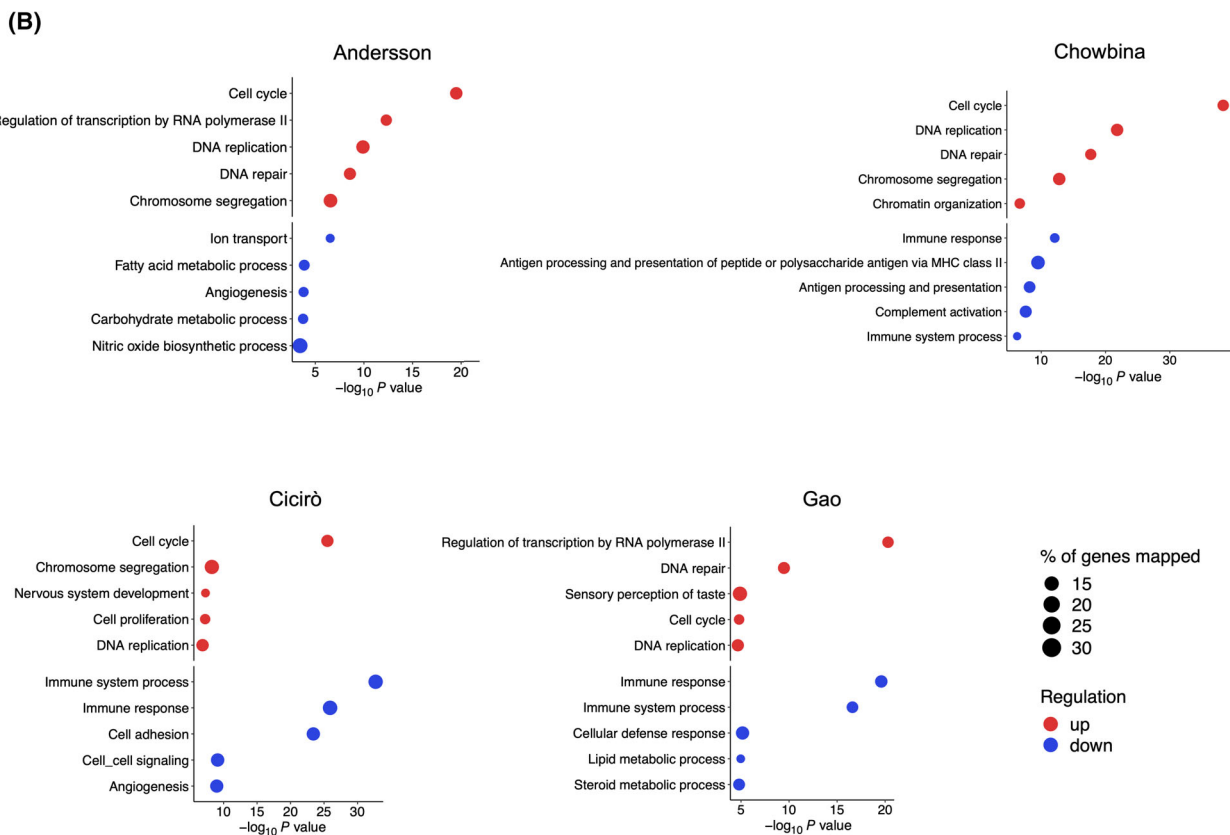 (B)
Andersson
Cell cycle
Regulation of transcription by RNA polymerase II
DNA replication
DNA repair
Chromosome segregation
Ion transport
Fatty acid metabolic process
Angiogenesis
Carbohydrate metabolic process
Nitric oxide biosynthetic process
5 10 15 20
−log10 P value
Chowbina
Cell cycle
DNA replication
DNA repair
Chromosome segregation
Chromatin organization
Immune response
Antigen processing and presentation of peptide or polysaccharide antigen via MHC class II
Antigen processing and presentation
Complement activation
Immune system process
10 20 30
−log10 P value
Cicirò
Cell cycle
Chromosome segregation
Nervous system development
Cell proliferation
DNA replication
Immune system process
Immune response
Cell adhesion
Cell_cell signaling
Angiogenesis
10 15 20 25 30
−log10 P value
Gao
Regulation of transcription by RNA polymerase II
DNA repair
Sensory perception of taste
Cell cycle
DNA replication
Immune response
Immune system process
Cellular defense response
Lipid metabolic process
Steroid metabolic process
5 10 15 20
−log10 P value
% of genes mapped
15
20
25
30
Regulation
up
down